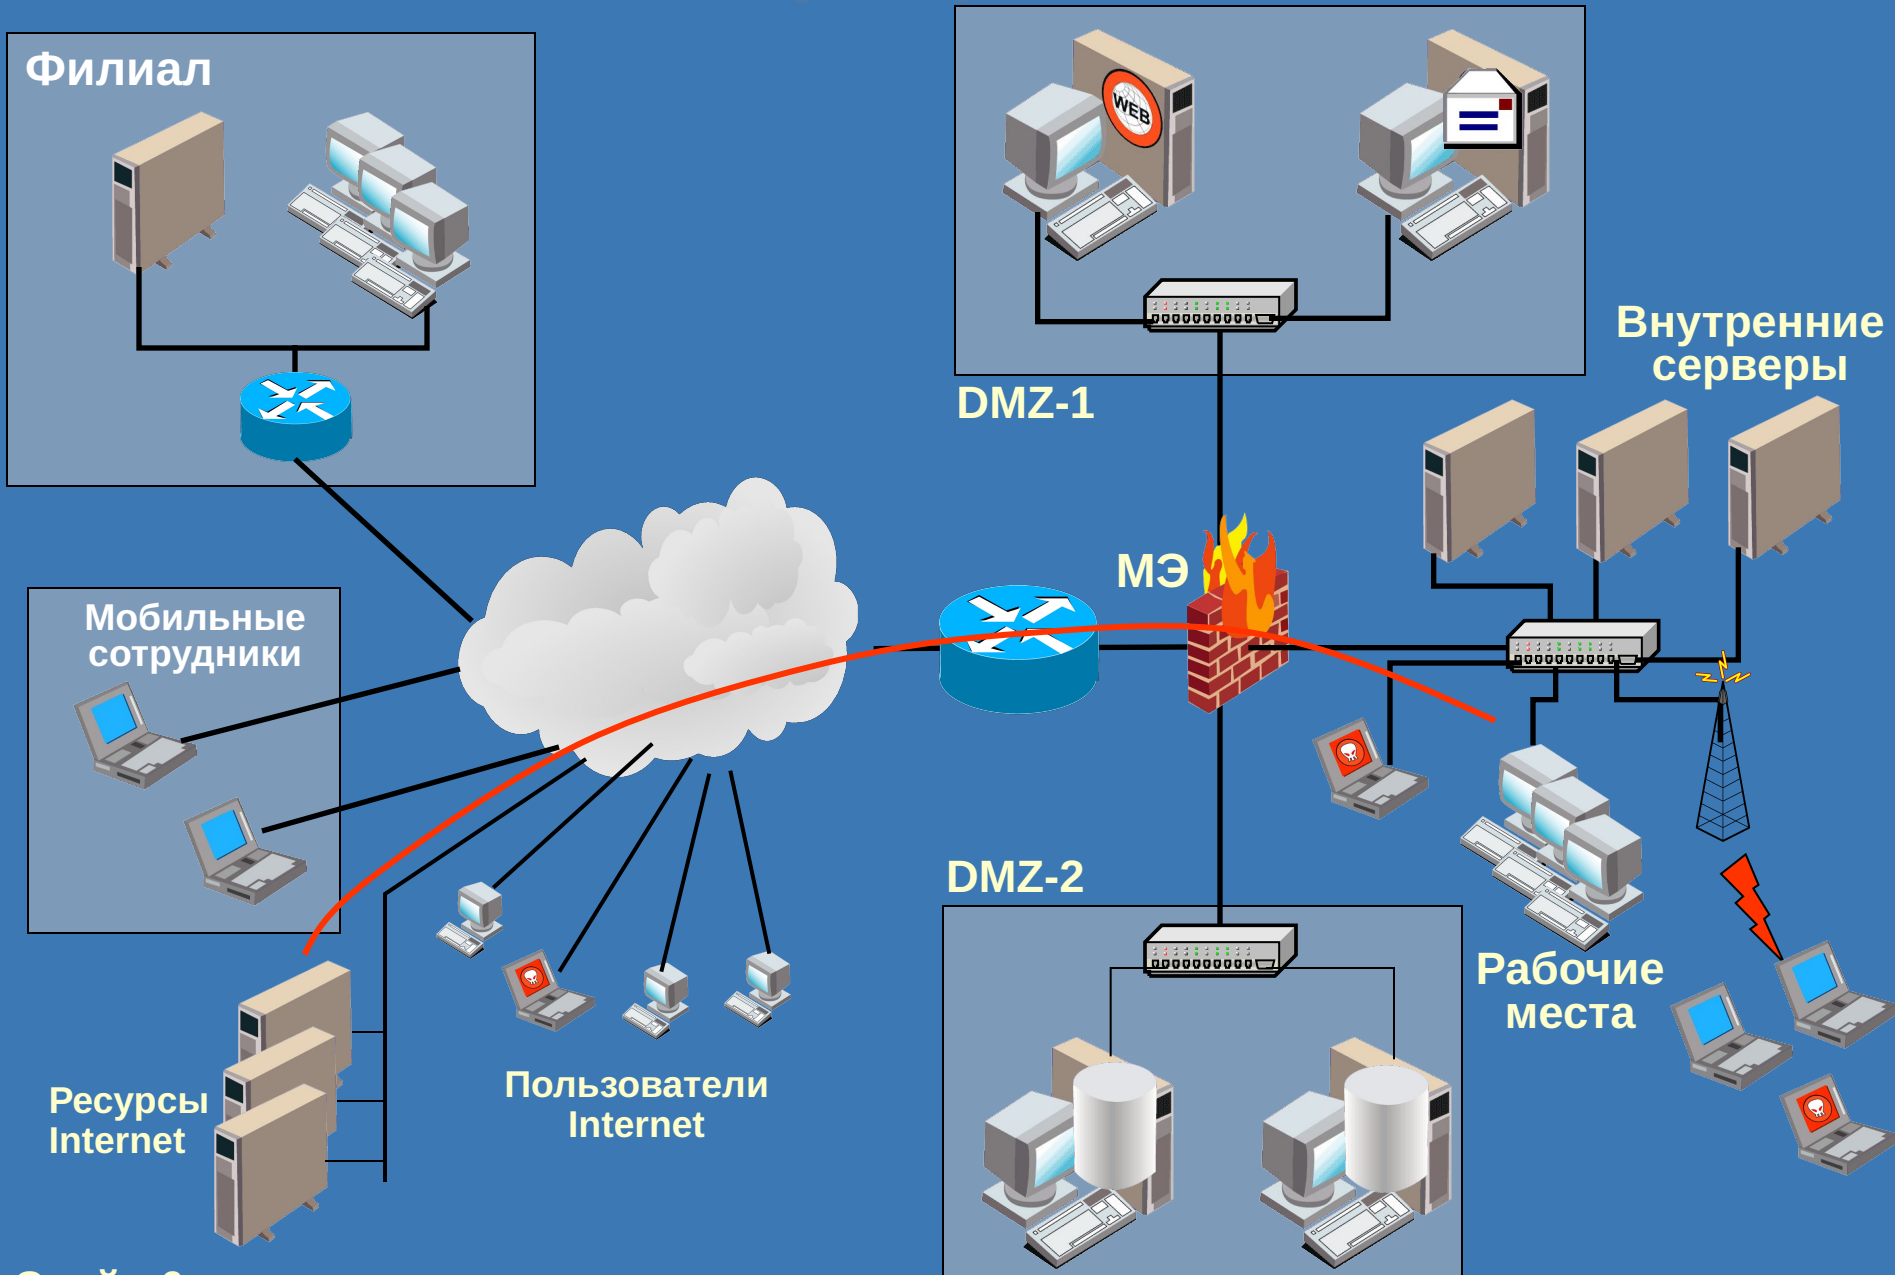 Филиал
WEB
DMZ-1
Внутренние
серверы
МЭ
Мобильные
сотрудники
DMZ-2
Рабочие
места
Пользователи
Internet
Ресурсы
Internet